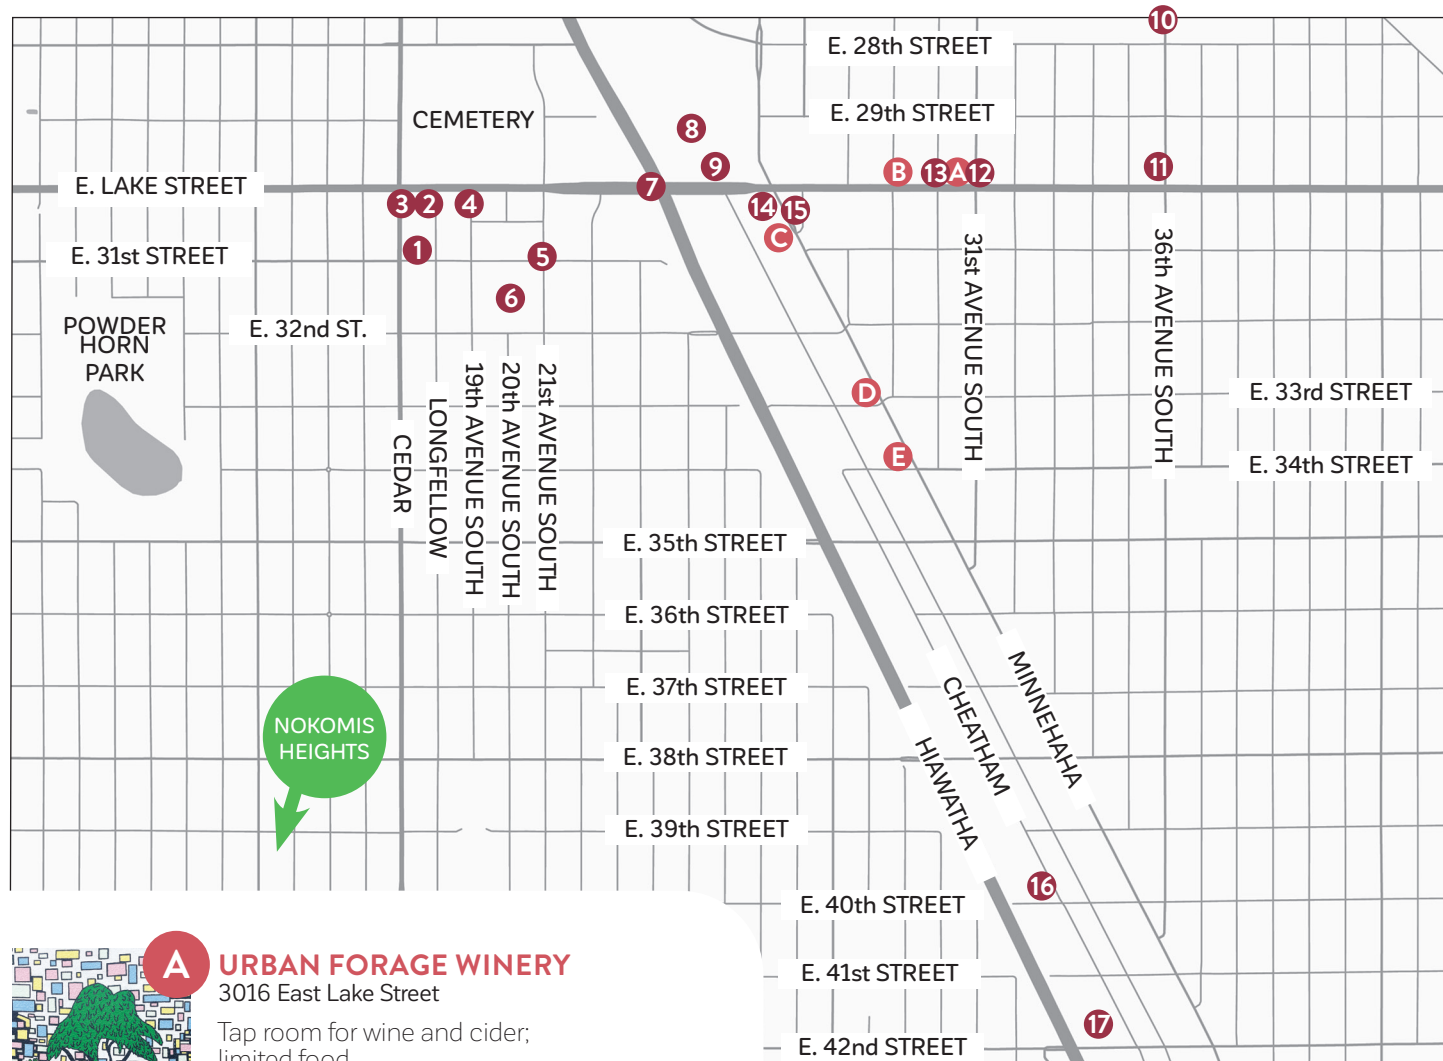 10
E. 28th STREET
E. 29th STREET
CEMETERY
8
9
B
13
A
12
11
E. LAKE STREET
7
3
2
4
14
15
C
1
E. 31st STREET
5
6
31st AVENUE SOUTH
36th AVENUE SOUTH
POWDER
HORN
PARK
E. 32nd ST.
CEDAR
LONGFELLOW
19th AVENUE SOUTH
20th AVENUE SOUTH
21st AVENUE SOUTH
D
E. 33rd STREET
E
E. 34th STREET
E. 35th STREET
E. 36th STREET
E. 37th STREET
E. 38th STREET
E. 39th STREET
NOKOMIS
HEIGHTS
HIAWATHA
CHEATHAM
MINNEHAHA
16
E. 40th STREET
E. 41st STREET
17
E. 42nd STREET
A
URBAN FORAGE WINERY
3016 East Lake Street
Tap room for wine and cider;
limited food